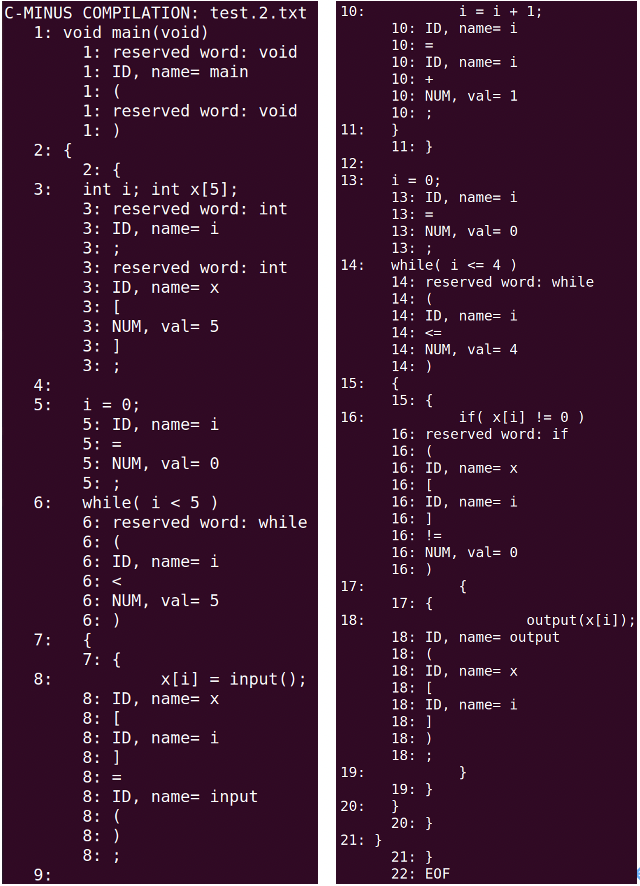 C-MINUS COMPILATION: test.2.txt
1: void main(void)
1: reserved word: void
1: ID, name= main
1: (
1: reserved word: void
1: )
2: {
2: {
3: int i; int x[5];
3: reserved word: int
3: ID, name= i
3: ;
3: reserved word: int
3: ID, name= x
3: [
3: NUM, val= 5
3: ]
3: ;
4:
5: i = 0;
5: ID, name= i
5: =
5: NUM, val= 0
5: ;
6: while( i < 5 )
6: reserved word: while
6: (
6: ID, name= i
6: <
6: NUM, val= 5
6: )
7: {
7: {
8: x[i] = input();
8: ID, name= x
8: [
8: ID, name= i
8: ]
8: =
8: ID, name= input
8: (
8: )
8: ;
9:
10: i = i + 1;
10: ID, name= i
10: =
10: ID, name= i
10: +
10: NUM, val= 1
10: ;
11: }
11: }
12:
13: i = 0;
13: ID, name= i
13: =
13: NUM, val= 0
13: ;
14: while( i <= 4 )
14: reserved word: while
14: (
14: ID, name= i
14: <=
14: NUM, val= 4
14: )
15: {
15: {
16: if( x[i] != 0 )
16: reserved word: if
16: (
16: ID, name= x
16: [
16: ID, name= i
16: ]
16: !=
16: NUM, val= 0
16: )
17: {
17: {
18: output(x[i]);
18: ID, name= output
18: (
18: ID, name= x
18: [
18: ID, name= i
18: ]
18: )
18: ;
19: }
19: }
20: }
20: }
21: }
21: }
22: EOF